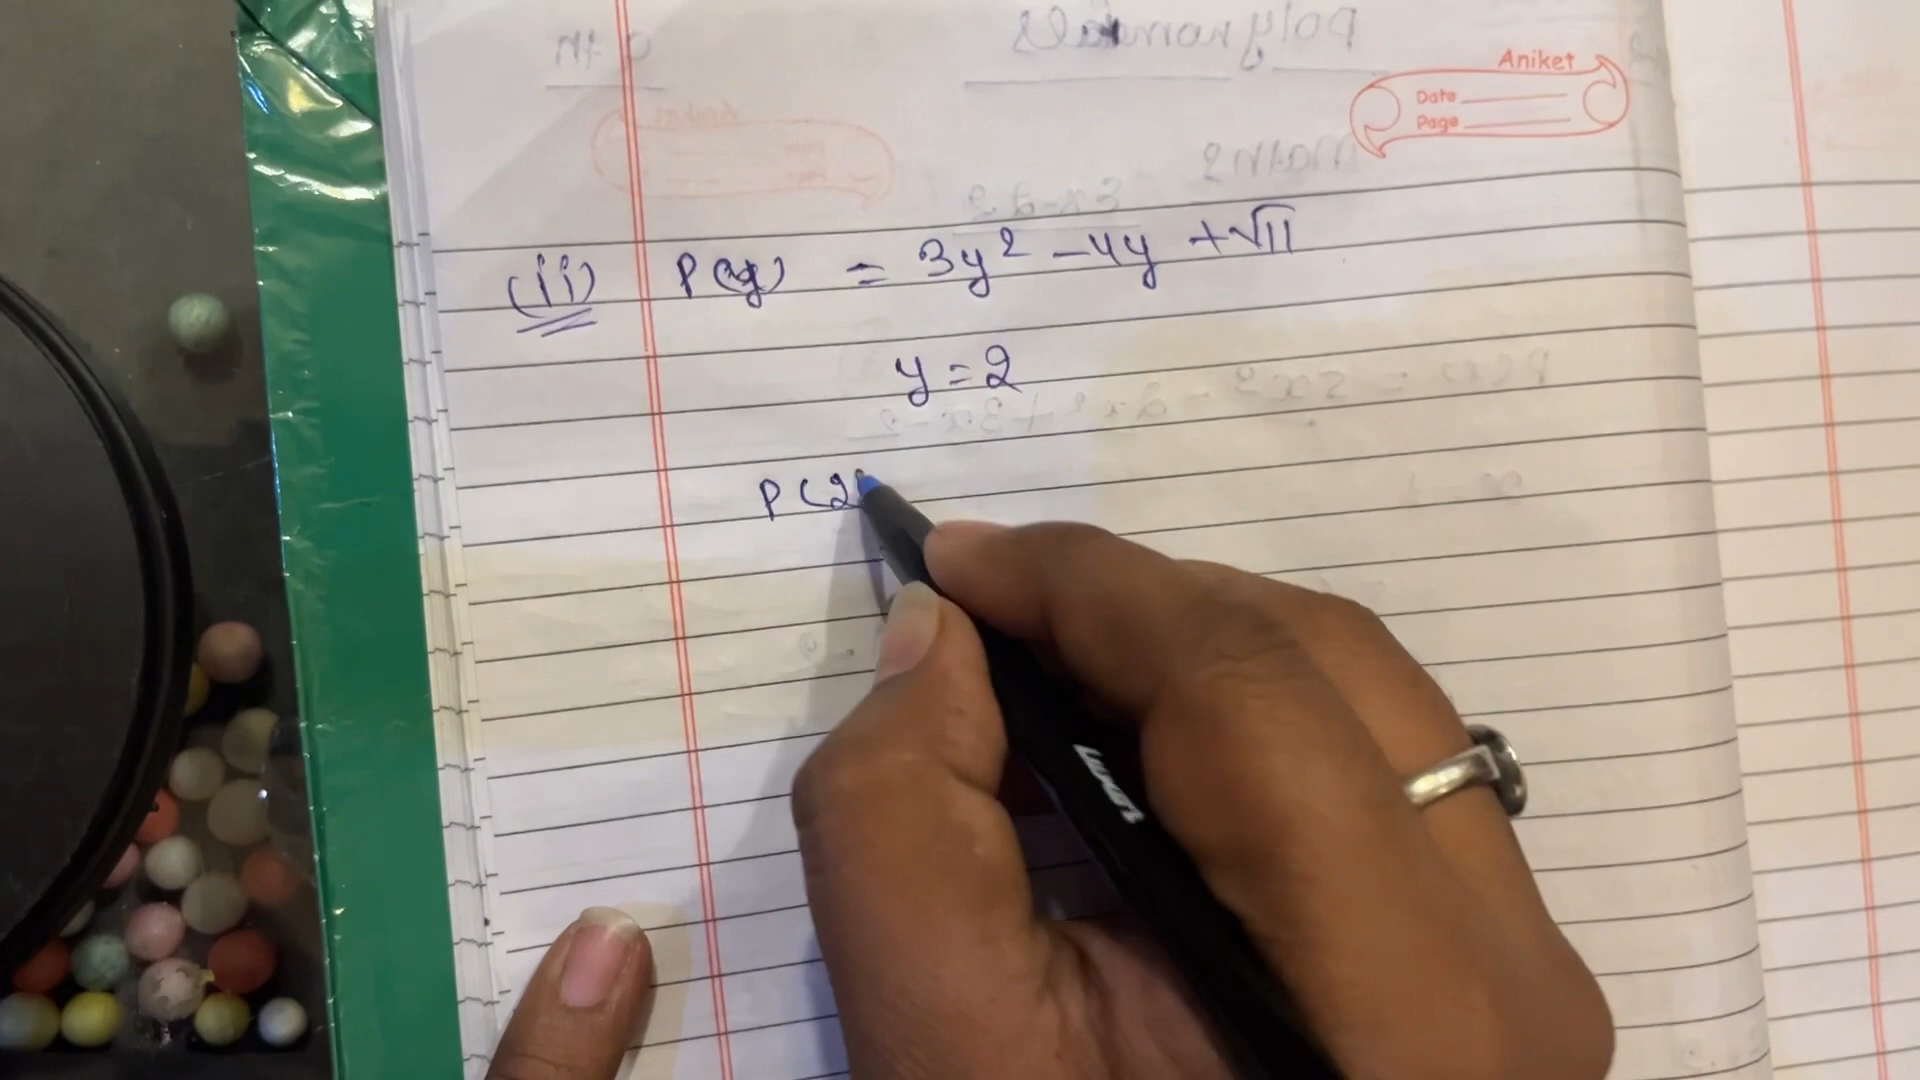 Aniket
Date
Page
(ii) P(y) = 3y² - 4y + √11
y = 2
P(2)